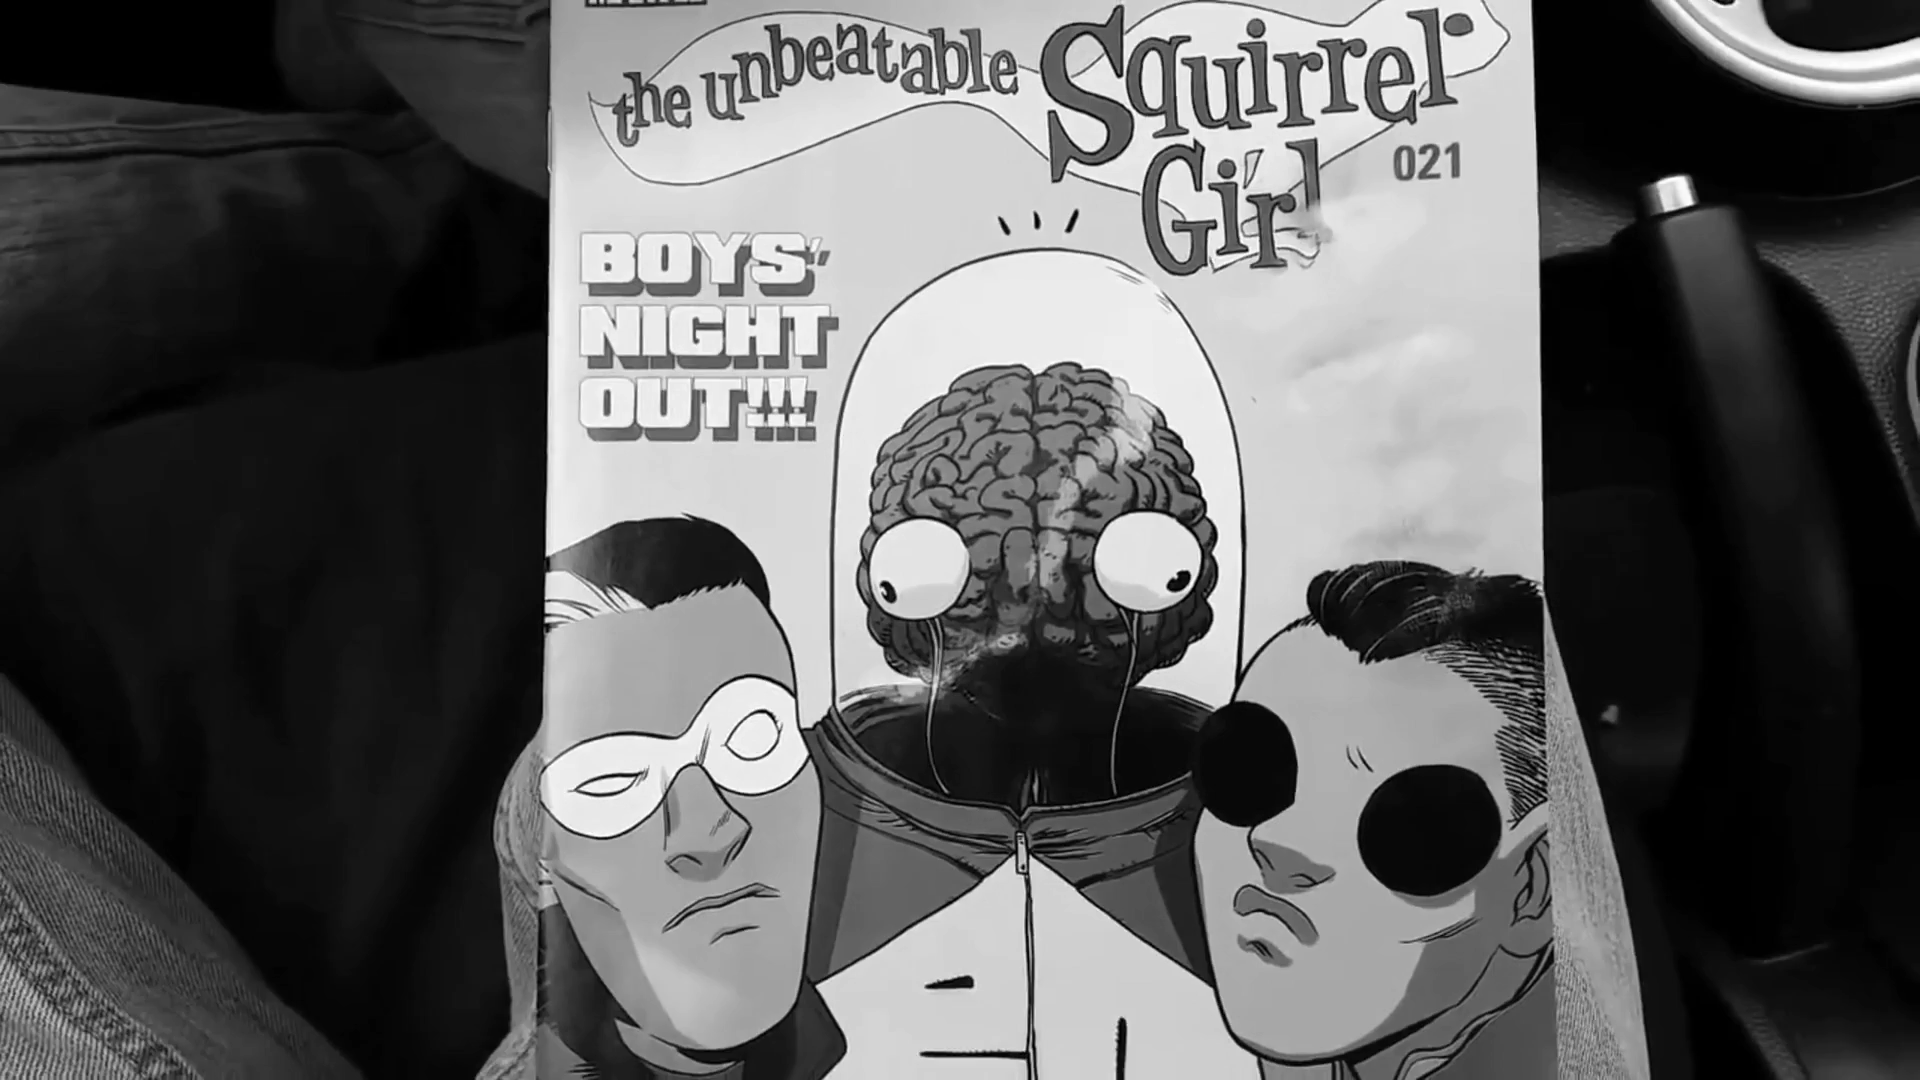 the unbeatable Squirrel
Girl
021
BOYS'
NIGHT
OUT!!!